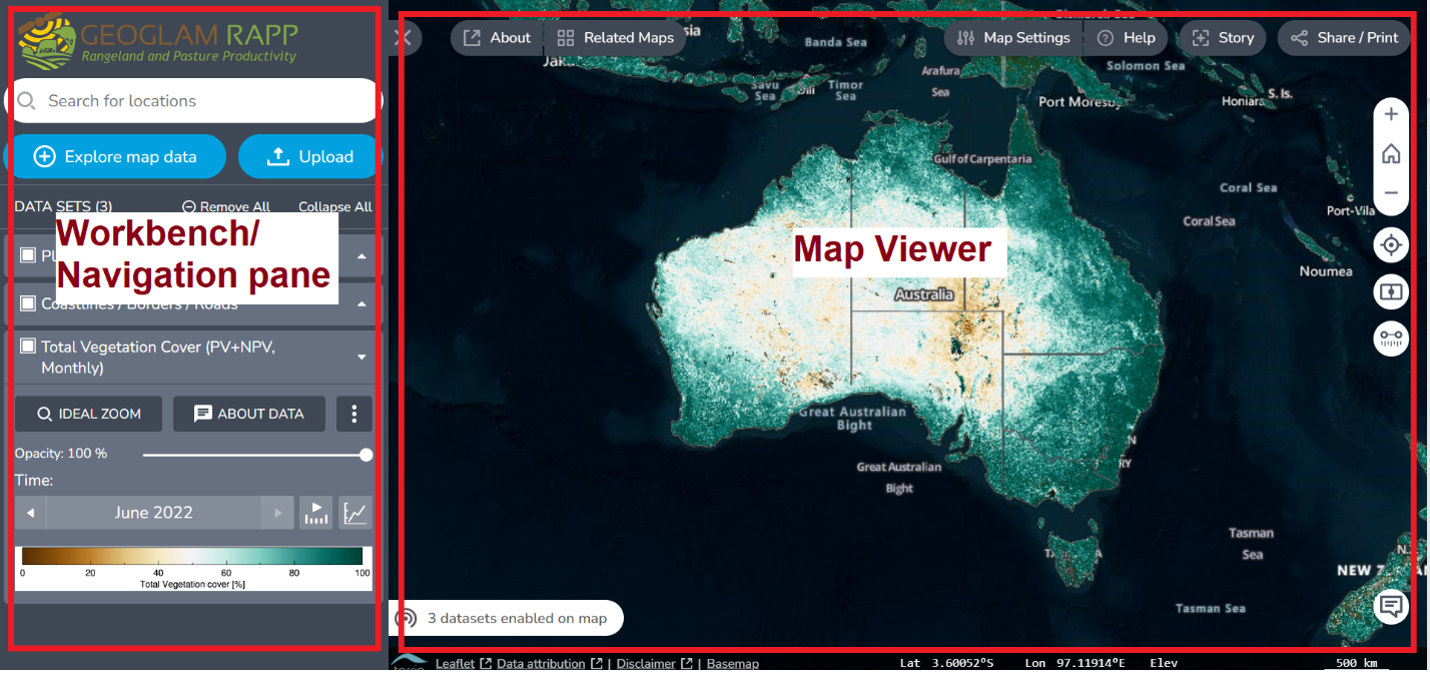 GEOGLAM RAPP
Rangeland and Pasture Productivity
Search for locations
Explore map data
Upload
DATA SETS (3)
Remove All
Collapse All
Workbench/
Navigation pane
Coastlines / Borders / Roads
Total Vegetation Cover (PV+NPV,
Monthly)
IDEAL ZOOM
ABOUT DATA
Opacity: 100 %
Time:
June 2022
0 20 40 60 80 100
Total Vegetation cover [%]
About
Related Maps
Map Settings
Help
Story
Share / Print
Banda Sea
Solomon Sea
Arafura
Sea
Savu
Sea
Timor
Sea
Port Moresby
Honiara
S. Is.
Gulf of Carpentaria
Coral Sea
Coral Sea
Port-Vila
Noumea
Map Viewer
Australia
Great Australian
Bight
Great Australian
Bight
Tasman
Sea
Tasman Sea
3 datasets enabled on map
Leaflet
Data attribution
| Disclaimer
| Basemap
Lat 3.60052°S
Lon 97.11914°E
Elev
500 km